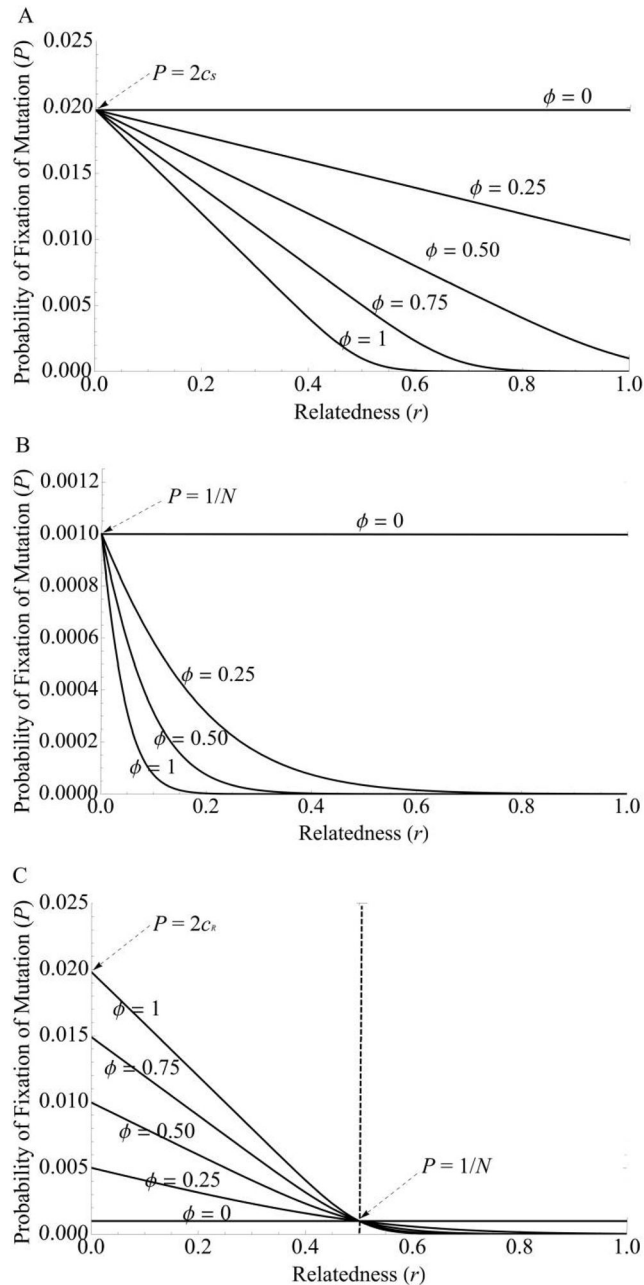 A
Probability of Fixation of Mutation (P)
0.025
0.020
0.015
0.010
0.005
0.000
P = 2c_S
ϕ = 0
ϕ = 0.25
ϕ = 0.50
ϕ = 0.75
ϕ = 1
0.0 0.2 0.4 0.6 0.8 1.0
Relatedness (r)
B
Probability of Fixation of Mutation (P)
0.0012
0.0010
0.0008
0.0006
0.0004
0.0002
0.0000
P = 1/N
ϕ = 0
ϕ = 0.25
ϕ = 0.50
ϕ = 1
0.0 0.2 0.4 0.6 0.8 1.0
Relatedness (r)
C
Probability of Fixation of Mutation (P)
0.025
0.020
0.015
0.010
0.005
0.000
P = 2c_R
ϕ = 1
ϕ = 0.75
ϕ = 0.50
ϕ = 0.25
ϕ = 0
P = 1/N
0.0 0.2 0.4 0.6 0.8 1.0
Relatedness (r)